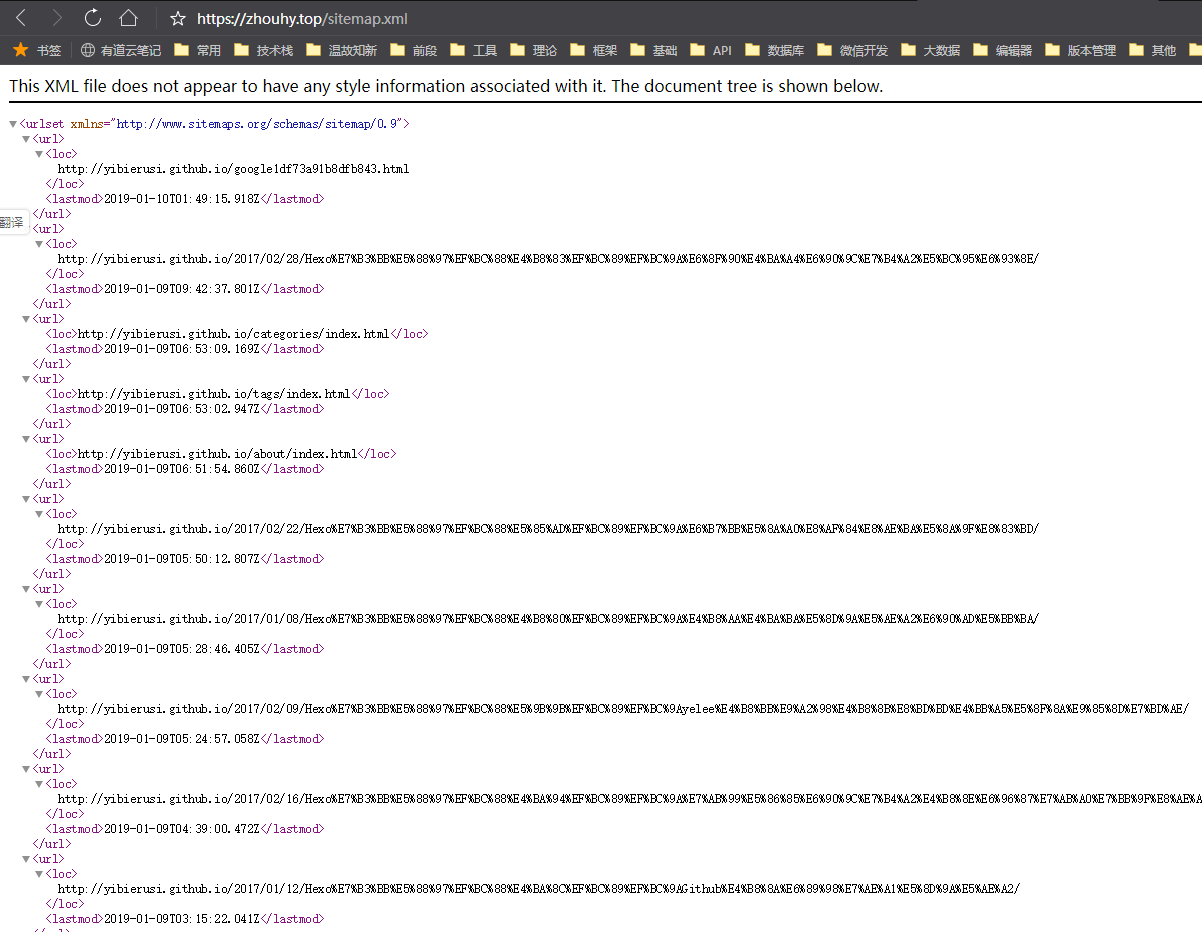 https://zhouhy.top/sitemap.xml
书签 有道云笔记 常用 技术栈 温故知新 前段 工具 理论 框架 基础 API 数据库 微信开发 大数据 编辑器 版本管理 其他
This XML file does not appear to have any style information associated with it. The document tree is shown below.
<urlset xmlns="http://www.sitemaps.org/schemas/sitemap/0.9">
<url>
<loc>
http://yibierusi.github.io/google1df73a91b8dfb843.html
</loc>
<lastmod>2019-01-10T01:49:15.918Z</lastmod>
</url>
翻译
<url>
<loc>
http://yibierusi.github.io/2017/02/28/Hexo%E7%B3%BB%E5%88%97%EF%BC%88%E4%B8%83%EF%BC%89%EF%BC%9A%E6%8F%90%E4%BA%A4%E6%90%9C%E7%B4%A2%E5%BC%95%E6%93%8E/
</loc>
<lastmod>2019-01-09T09:42:37.801Z</lastmod>
</url>
<url>
<loc>http://yibierusi.github.io/categories/index.html</loc>
<lastmod>2019-01-09T06:53:09.169Z</lastmod>
</url>
<url>
<loc>http://yibierusi.github.io/tags/index.html</loc>
<lastmod>2019-01-09T06:53:02.947Z</lastmod>
</url>
<url>
<loc>http://yibierusi.github.io/about/index.html</loc>
<lastmod>2019-01-09T06:51:54.860Z</lastmod>
</url>
<url>
<loc>
http://yibierusi.github.io/2017/02/22/Hexo%E7%B3%BB%E5%88%97%EF%BC%88%E5%85%AD%EF%BC%89%EF%BC%9A%E6%B7%BB%E5%8A%A0%E8%AF%84%E8%AE%BA%E5%8A%9F%E8%83%BD/
</loc>
<lastmod>2019-01-09T05:50:12.807Z</lastmod>
</url>
<url>
<loc>
http://yibierusi.github.io/2017/01/08/Hexo%E7%B3%BB%E5%88%97%EF%BC%88%E4%B8%80%EF%BC%89%EF%BC%9A%E4%B8%AA%E4%BA%BA%E5%8D%9A%E5%AE%A2%E6%90%AD%E5%BB%BA/
</loc>
<lastmod>2019-01-09T05:28:46.405Z</lastmod>
</url>
<url>
<loc>
http://yibierusi.github.io/2017/02/09/Hexo%E7%B3%BB%E5%88%97%EF%BC%88%E5%9B%9B%EF%BC%89%EF%BC%9Ayelee%E4%B8%BB%E9%A2%98%E4%B8%8B%E8%BD%BD%E4%BB%A5%E5%8F%8A%E9%85%8D%E7%BD%AE/
</loc>
<lastmod>2019-01-09T05:24:57.058Z</lastmod>
</url>
<url>
<loc>
http://yibierusi.github.io/2017/02/16/Hexo%E7%B3%BB%E5%88%97%EF%BC%88%E4%BA%94%EF%BC%89%EF%BC%9A%E7%AB%99%E5%86%85%E6%90%9C%E7%B4%A2%E4%B8%8E%E6%96%87%E7%AB%A0%E7%BB%9F%E8%AE%A
</loc>
<lastmod>2019-01-09T04:39:00.472Z</lastmod>
</url>
<url>
<loc>
http://yibierusi.github.io/2017/01/12/Hexo%E7%B3%BB%E5%88%97%EF%BC%88%E4%BA%8C%EF%BC%89%EF%BC%9AGithub%E4%B8%8A%E6%89%98%E7%AE%A1%E5%8D%9A%E5%AE%A2/
</loc>
<lastmod>2019-01-09T03:15:22.041Z</lastmod>